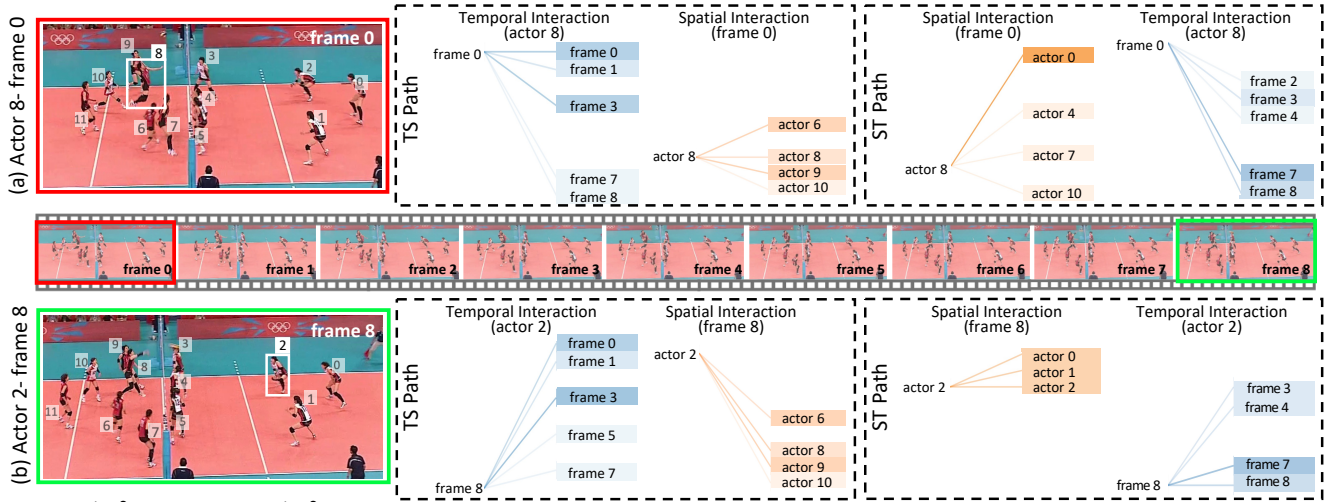 (a) Actor 8- frame 0
frame 0
9
8
3
10
2
0
4
11
6
7
5
1
TS Path
Temporal Interaction
(actor 8)
frame 0
frame 0
frame 1
frame 3
frame 7
frame 8
Spatial Interaction
(frame 0)
actor 8
actor 6
actor 8
actor 9
actor 10
ST Path
Spatial Interaction
(frame 0)
actor 8
actor 0
actor 4
actor 7
actor 10
Temporal Interaction
(actor 8)
frame 0
frame 2
frame 3
frame 4
frame 7
frame 8
frame 0
frame 1
frame 2
frame 3
frame 4
frame 5
frame 6
frame 7
frame 8
(b) Actor 2- frame 8
frame 8
9
3
2
10
8
0
4
11
1
6
7
5
TS Path
Temporal Interaction
(actor 2)
frame 8
frame 0
frame 1
frame 3
frame 5
frame 7
Spatial Interaction
(frame 8)
actor 2
actor 6
actor 8
actor 9
actor 10
ST Path
Spatial Interaction
(frame 8)
actor 2
actor 0
actor 1
actor 2
Temporal Interaction
(actor 2)
frame 8
frame 3
frame 4
frame 7
frame 8